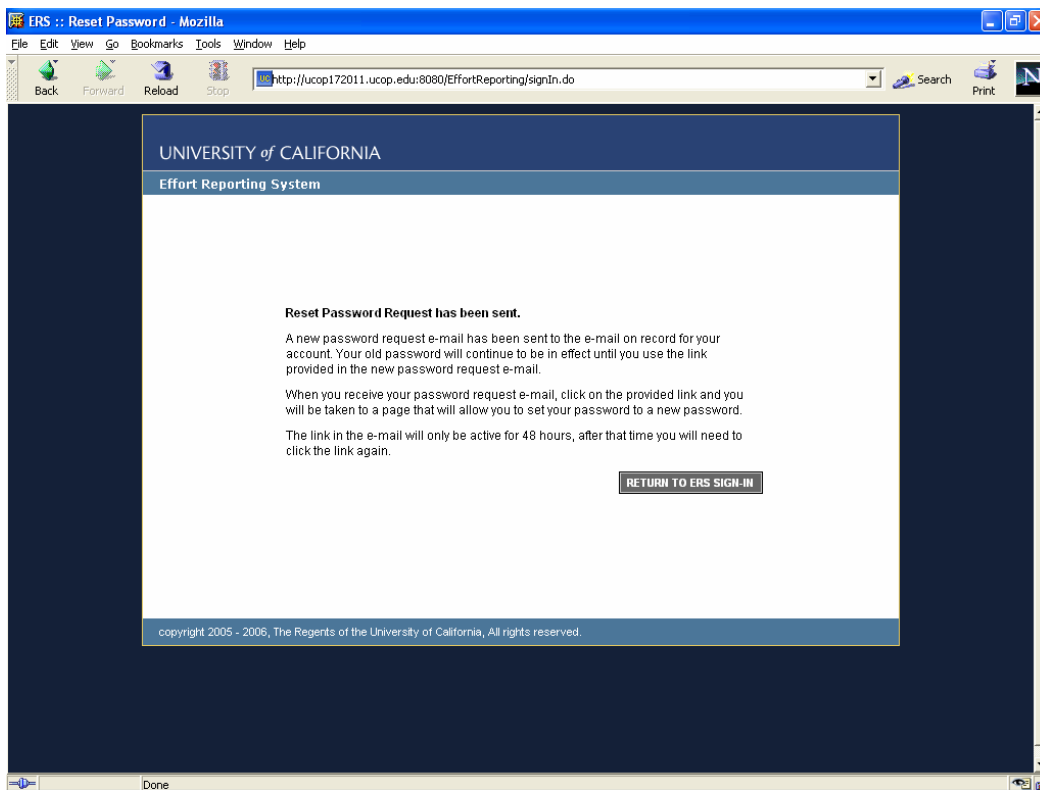 ERS :: Reset Password - Mozilla
File Edit View Go Bookmarks Tools Window Help
Back Forward Reload Stop UC http://ucop172011.ucop.edu:8080/EffortReporting/signIn.do Search Print N
UNIVERSITY of CALIFORNIA
Effort Reporting System
Reset Password Request has been sent.
A new password request e-mail has been sent to the e-mail on record for your
account. Your old password will continue to be in effect until you use the link
provided in the new password request e-mail.
When you receive your password request e-mail, click on the provided link and you
will be taken to a page that will allow you to set your password to a new password.
The link in the e-mail will only be active for 48 hours, after that time you will need to
click the link again.
RETURN TO ERS SIGN-IN
copyright 2005 - 2006, The Regents of the University of California, All rights reserved.
Done